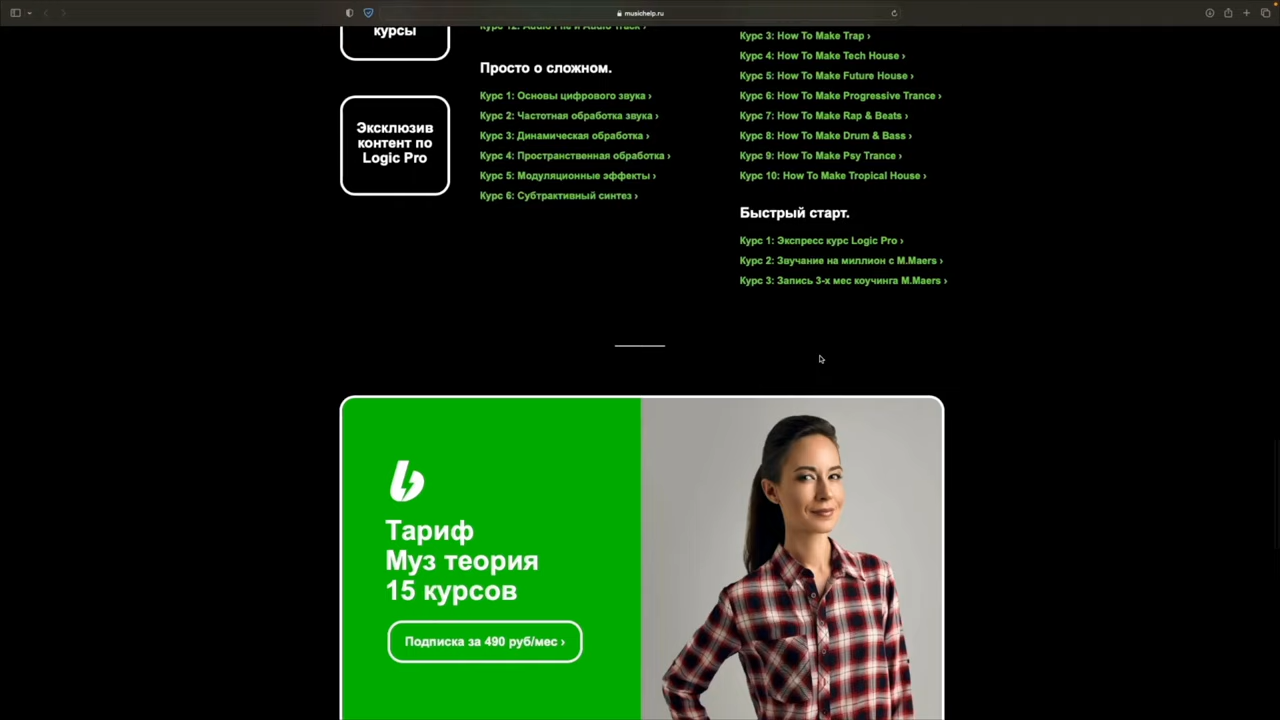 musichelp.ru
курсы
Эксклюзив
контент по
Logic Pro
Курс 12: Audio File и Audio Track ›
Просто о сложном.
Курс 1: Основы цифрового звука ›
Курс 2: Частотная обработка звука ›
Курс 3: Динамическая обработка ›
Курс 4: Пространственная обработка ›
Курс 5: Модуляционные эффекты ›
Курс 6: Субтрактивный синтез ›
Курс 3: How To Make Trap ›
Курс 4: How To Make Tech House ›
Курс 5: How To Make Future House ›
Курс 6: How To Make Progressive Trance ›
Курс 7: How To Make Rap & Beats ›
Курс 8: How To Make Drum & Bass ›
Курс 9: How To Make Psy Trance ›
Курс 10: How To Make Tropical House ›
Быстрый старт.
Курс 1: Экспресс курс Logic Pro ›
Курс 2: Звучание на миллион с M.Maers ›
Курс 3: Запись 3-х мес коучинга M.Maers ›
Тариф
Муз теория
15 курсов
Подписка за 490 руб/мес ›